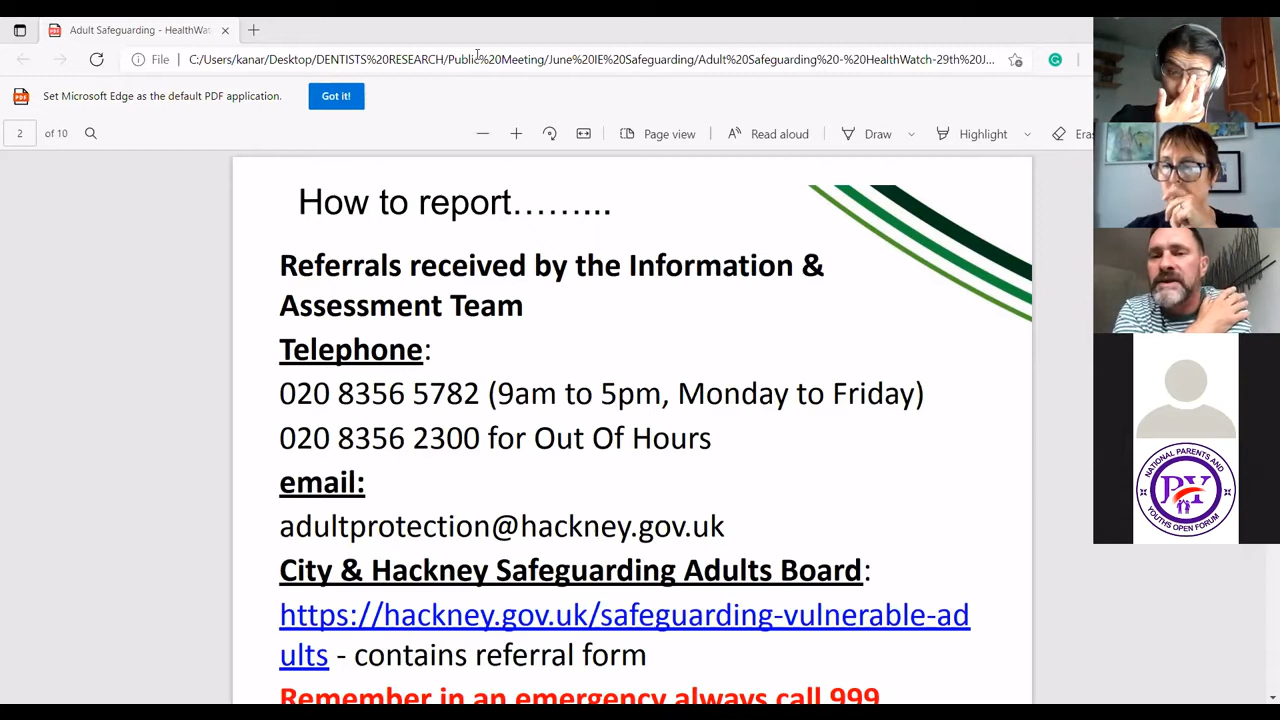 Adult Safeguarding - HealthWat
File
C:/Users/kanar/Desktop/DENTISTS%20RESEARCH/Public%20Meeting/June%20IE%20Safeguarding/Adult%20Safeguarding%20-%20HealthWatch-29th%20J...
Set Microsoft Edge as the default PDF application.
Got it!
2 of 10
Page view
Read aloud
Draw
Highlight
Eras
How to report……...
Referrals received by the Information &
Assessment Team
Telephone:
020 8356 5782 (9am to 5pm, Monday to Friday)
020 8356 2300 for Out Of Hours
email:
adultprotection@hackney.gov.uk
City & Hackney Safeguarding Adults Board:
https://hackney.gov.uk/safeguarding-vulnerable-ad
ults - contains referral form
Remember in an emergency always call 999
NATIONAL PARENTS AND
PY
YOUTHS OPEN FORUM